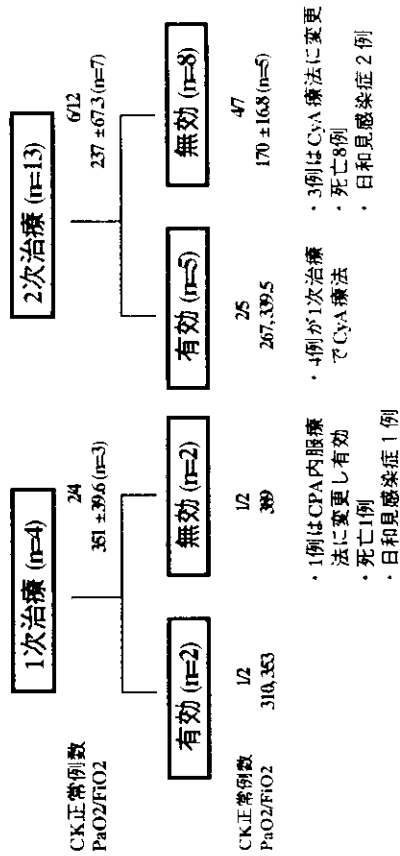 1次治療 (n=4)
2次治療 (n=13)
CK正常例数 2/4 6/12
PaO2/FiO2 351 ±39.6 (n=3) 237 ±67.3 (n=7)
有効 (n=2)
無効 (n=2)
有効 (n=5)
無効 (n=8)
CK正常例数 1/2 1/2 2/5 4/7
PaO2/FiO2 310, 353 389 267, 339.5 170 ±16.8 (n=5)
・1例はCPA内服療
法に変更し有効
・死亡1例
・日和見感染症 1 例
・4例が1次治療
でCyA療法
・3例はCyA 療法に変更
・死亡8例
・日和見感染症 2 例